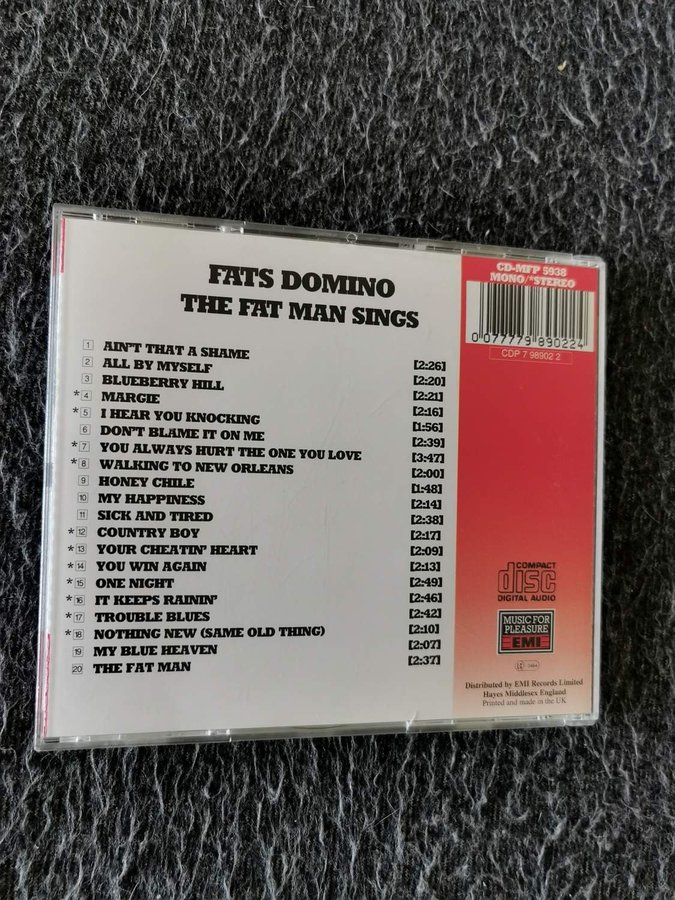 FATS DOMINO
THE FAT MAN SINGS
1 AIN'T THAT A SHAME [2:26]
2 ALL BY MYSELF [2:20]
3 BLUEBERRY HILL [2:21]
*4 MARGIE [2:16]
*5 I HEAR YOU KNOCKING [1:56]
6 DON'T BLAME IT ON ME [2:39]
*7 YOU ALWAYS HURT THE ONE YOU LOVE [3:47]
*8 WALKING TO NEW ORLEANS [2:00]
9 HONEY CHILE [1:48]
10 MY HAPPINESS [2:14]
11 SICK AND TIRED [2:38]
*12 COUNTRY BOY [2:17]
*13 YOUR CHEATIN' HEART [2:09]
*14 YOU WIN AGAIN [2:13]
*15 ONE NIGHT [2:49]
*16 IT KEEPS RAININ' [2:46]
*17 TROUBLE BLUES [2:42]
*18 NOTHING NEW (SAME OLD THING) [2:10]
19 MY BLUE HEAVEN [2:07]
20 THE FAT MAN [2:37]
CD-MFP 5938
MONO/*STEREO
0 077779 890224
CDP 7 98902 2
COMPACT
disc
DIGITAL AUDIO
MUSIC FOR
PLEASURE
EMI
Distributed by EMI Records Limited
Hayes Middlesex England
Printed and made in the UK